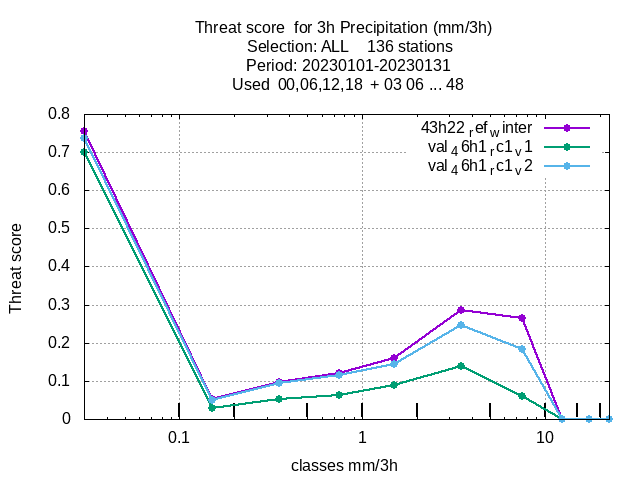 Threat score  for 3h Precipitation (mm/3h)
Selection: ALL    136 stations
Period: 20230101-20230131
Used  00,06,12,18  + 03 06 ... 48
43h22ref_winter
val_46h1_rc1_v1
val_46h1_rc1_v2
Threat score
0.8
0.7
0.6
0.5
0.4
0.3
0.2
0.1
0
0.1 1 10
classes mm/3h